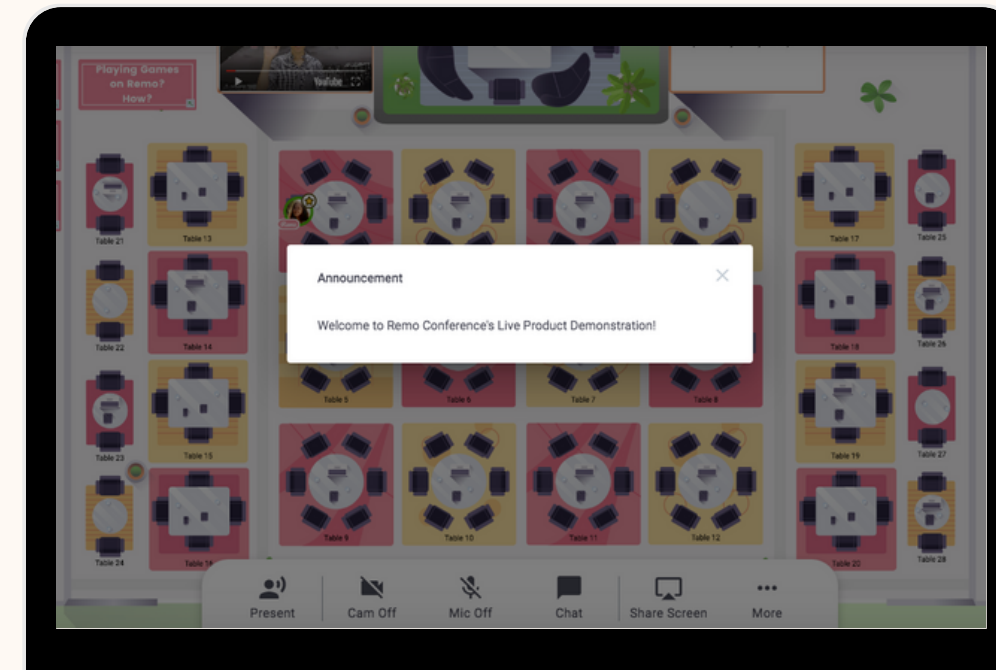 Playing Games
on Remo?
How?
YouTube
Table 21
Table 13
Table 17
Table 25
Announcement
Welcome to Remo Conference's Live Product Demonstration!
Table 22
Table 14
Table 18
Table 26
Table 5
Table 6
Table 7
Table 8
Table 23
Table 15
Table 19
Table 27
Table 9
Table 10
Table 11
Table 12
Table 24
Table 16
Table 20
Table 28
Present
Cam Off
Mic Off
Chat
Share Screen
More